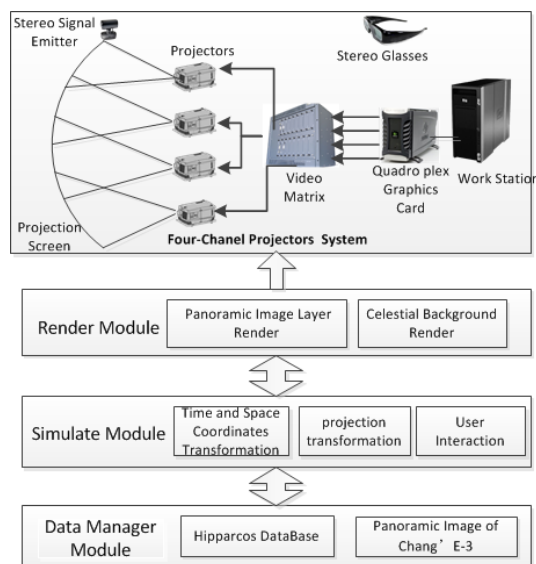 Stereo Signal
Emitter
Projectors
Stereo Glasses
Video
Matrix
Quadro plex
Graphics
Card
Work Station
Projection
Screen
Four-Chanel Projectors System
Render Module
Panoramic Image Layer
Render
Celestial Background
Render
Simulate Module
Time and Space
Coordinates
Transformation
projection
transformation
User
Interaction
Data Manager
Module
Hipparcos DataBase
Panoramic Image of
Chang’ E-3